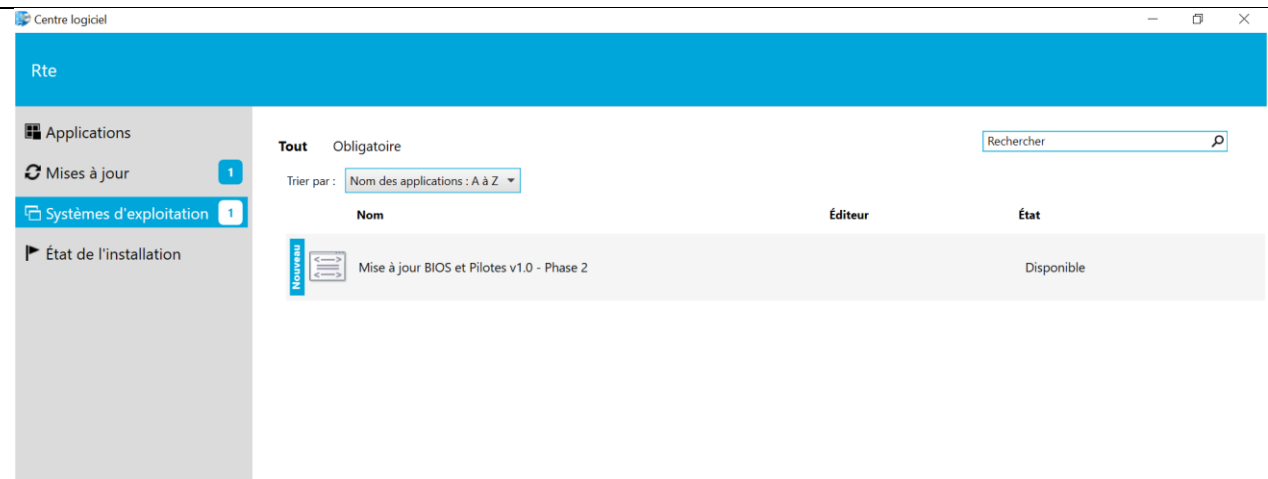 Centre logiciel
Rte
Applications
Mises à jour 1
Systèmes d'exploitation 1
État de l'installation
Tout Obligatoire
Rechercher
Trier par : Nom des applications : A à Z
Nom Éditeur État
Nouveau
Mise à jour BIOS et Pilotes v1.0 - Phase 2 Disponible